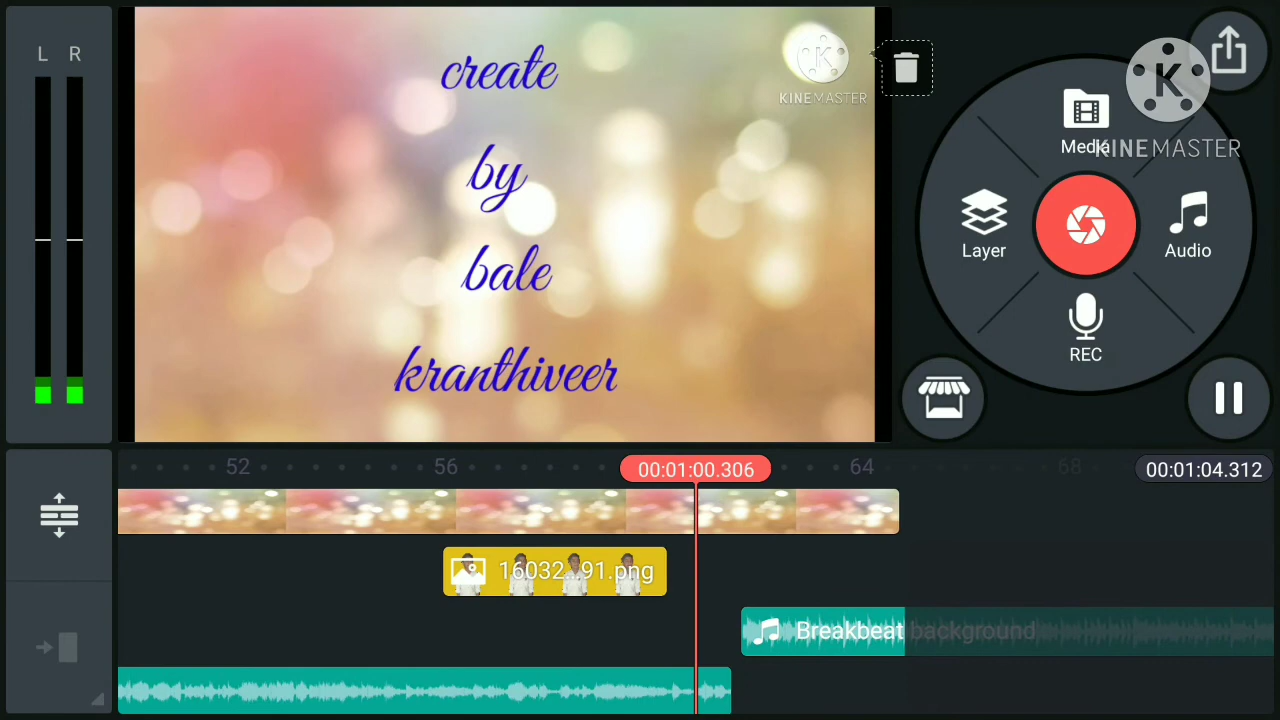 L R
create
by
bale
kranthiveer
KINEMASTER
K
KINEMASTER
Media
Layer
Audio
REC
52
56
00:01:00.306
64
68
00:01:04.312
16032 91.png
Breakbeat background